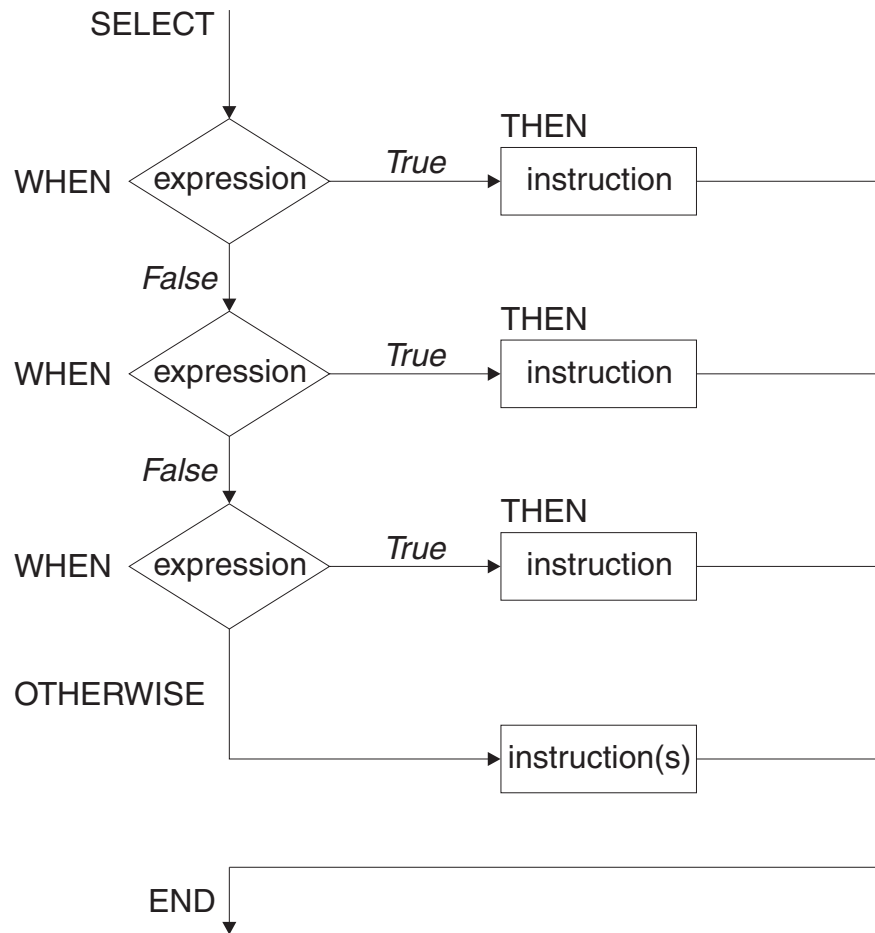 SELECT
THEN
WHEN expression True instruction
False
THEN
WHEN expression True instruction
False
THEN
WHEN expression True instruction
OTHERWISE
instruction(s)
END